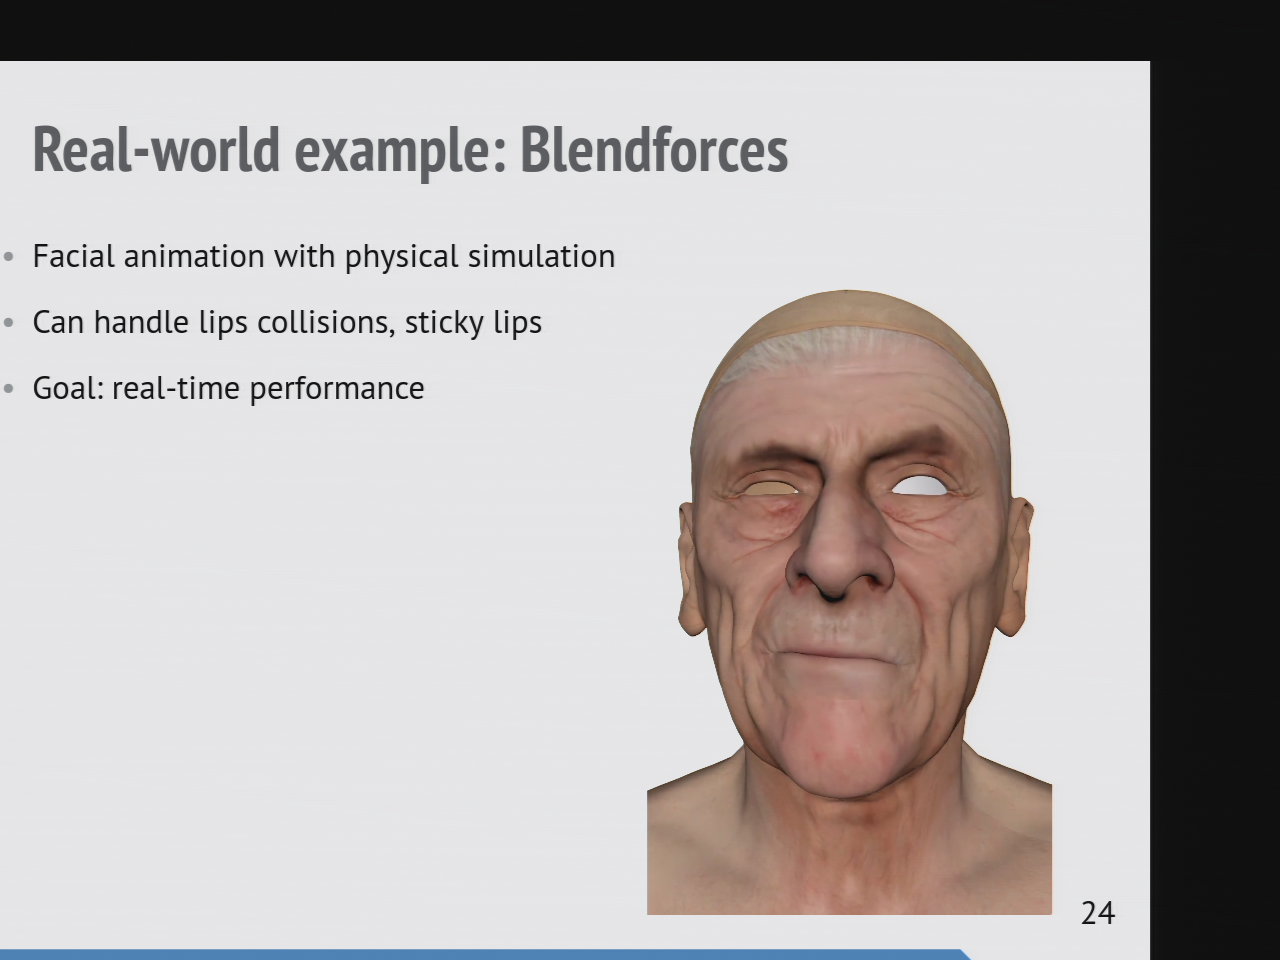 Real-world example: Blendforces
• Facial animation with physical simulation
• Can handle lips collisions, sticky lips
• Goal: real-time performance
24